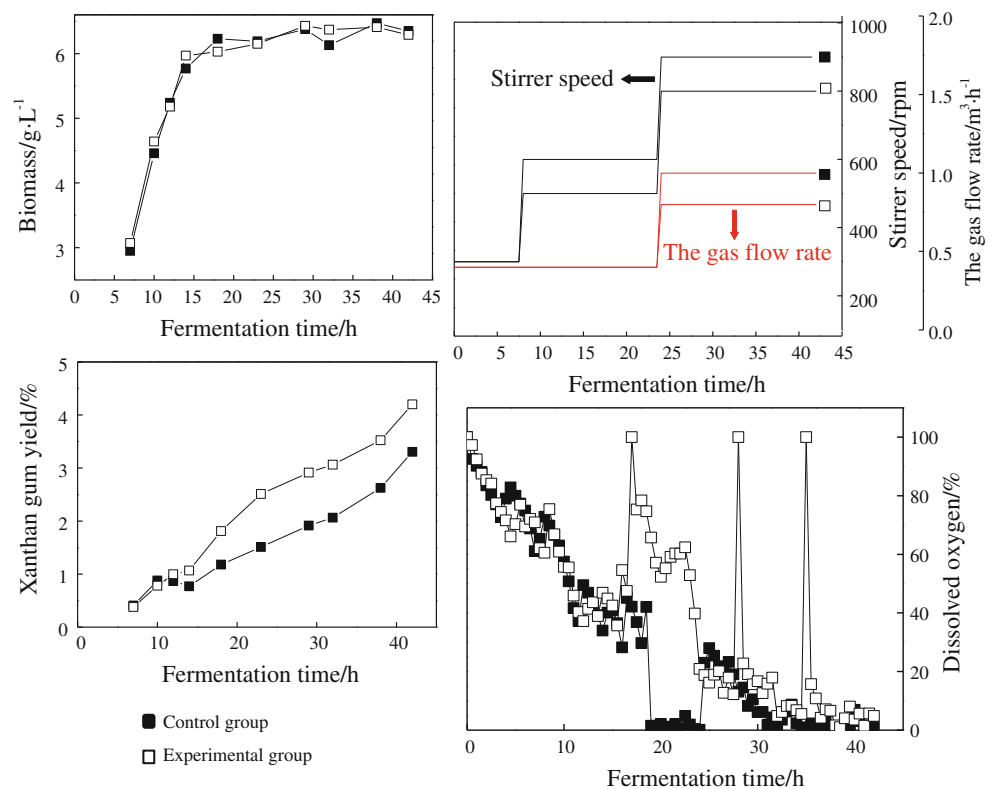 6
5
4
3
Biomass/g·L⁻¹
0 5 10 15 20 25 30 35 40 45
Fermentation time/h
1000
800
600
400
200
Stirrer speed/rpm
2.0
1.5
1.0
0.5
0.0
The gas flow rate/m³·h⁻¹
Stirrer speed
The gas flow rate
0 5 10 15 20 25 30 35 40 45
Fermentation time/h
5
4
3
2
1
0
Xanthan gum yield/%
0 10 20 30 40
Fermentation time/h
Control group
Experimental group
100
80
60
40
20
0
Dissolved oxygen/%
0 10 20 30 40
Fermentation time/h